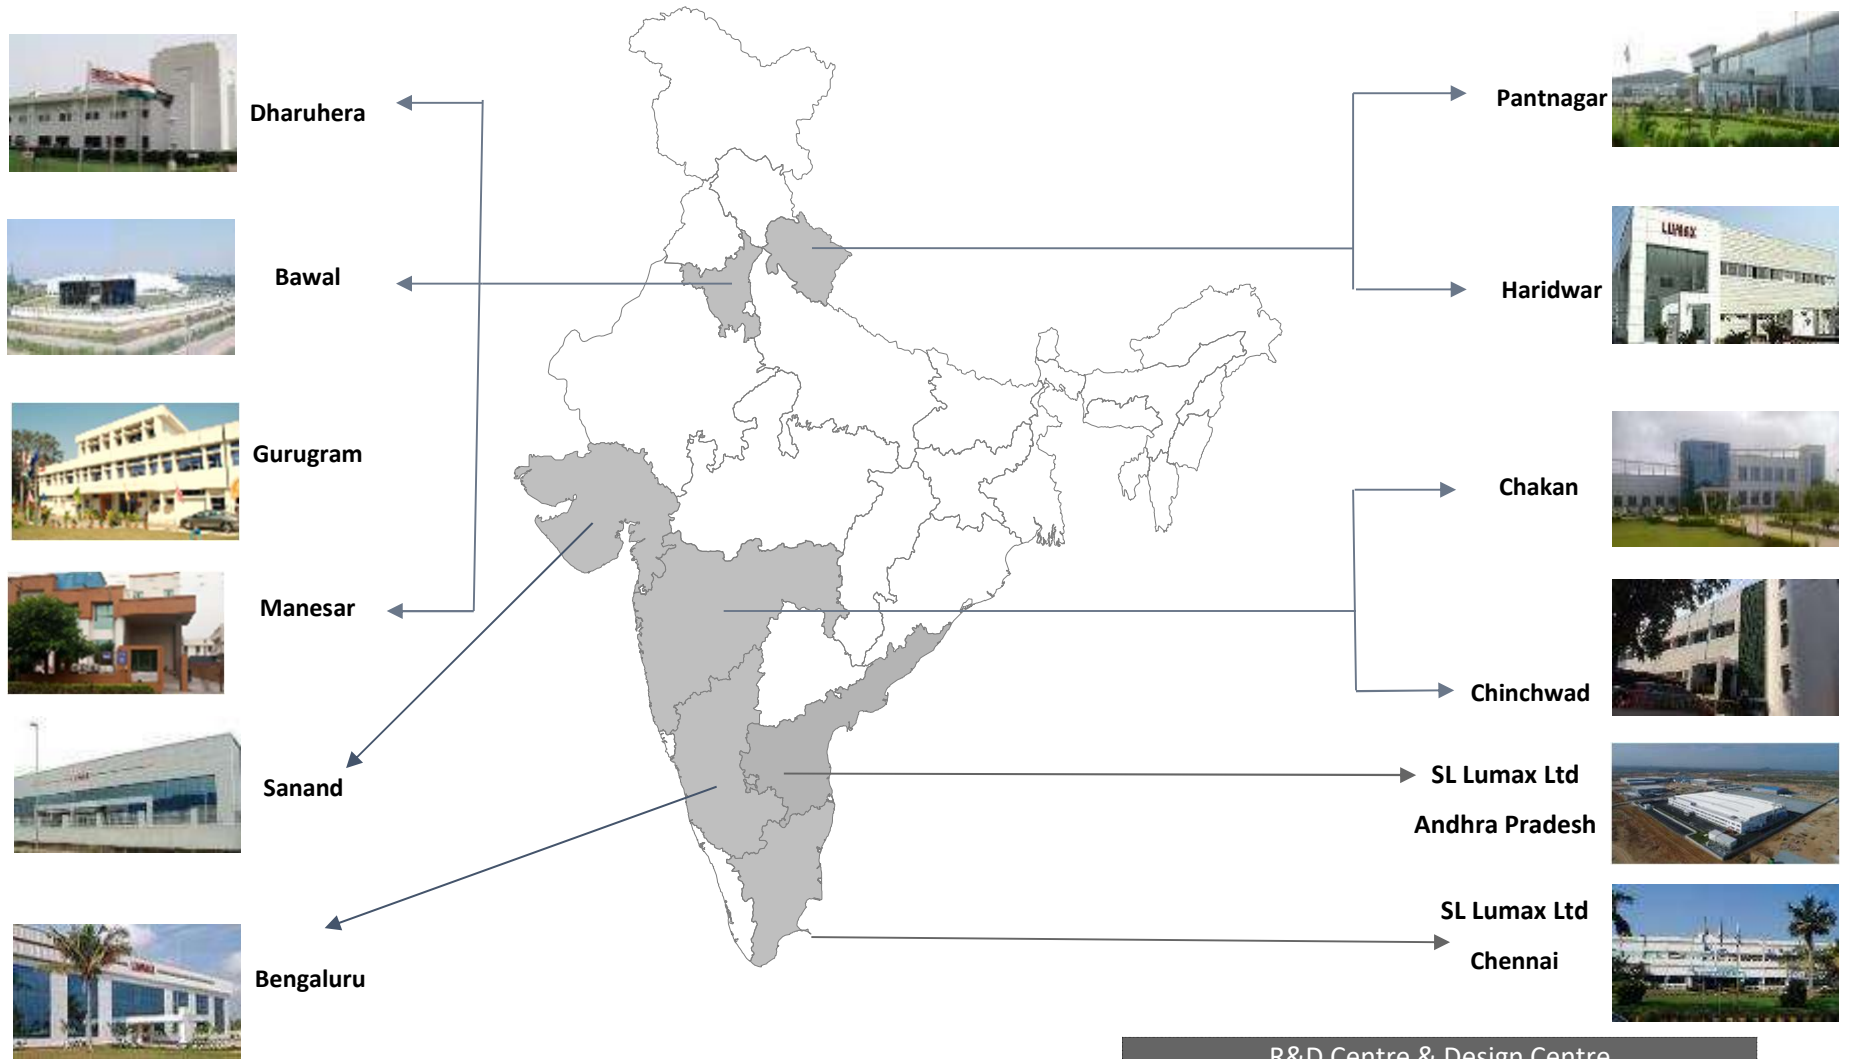 Dharuhera
Bawal
Gurugram
Manesar
Sanand
Bengaluru
Pantnagar
LUMAX
Haridwar
Chakan
Chinchwad
SL Lumax Ltd
Andhra Pradesh
SL Lumax Ltd
Chennai
R&D Centre & Design Centre